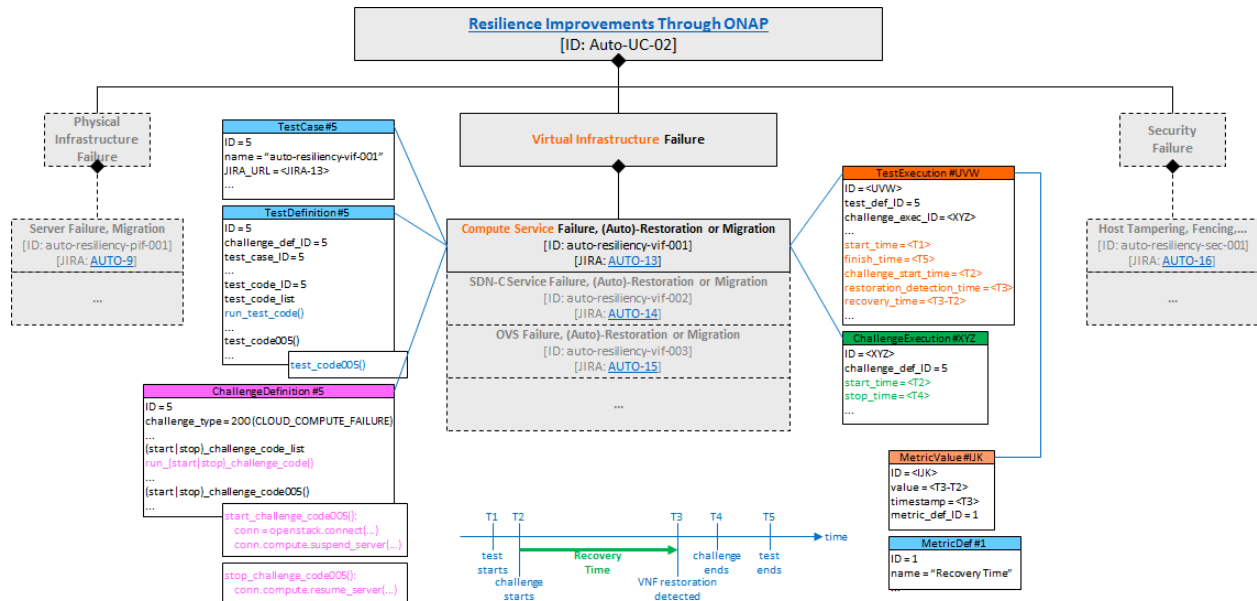 Resilience Improvements Through ONAP
[ID: Auto-UC-02]
Physical
Infrastructure
Failure
Virtual Infrastructure Failure
Security
Failure
TestCase #5
ID = 5
name = “auto-resiliency-vif-001”
JIRA_URL = <JIRA-13>
...
TestDefinition #5
ID = 5
challenge_def_ID = 5
test_case_ID = 5
...
test_code_ID = 5
test_code_list
run_test_code()
...
test_code005()
...
test_code005()
Server Failure, Migration
[ID: auto-resiliency-pif-001]
[JIRA: AUTO-9]
...
Compute Service Failure, (Auto)-Restoration or Migration
[ID: auto-resiliency-vif-001]
[JIRA: AUTO-13]
SDN-C Service Failure, (Auto)-Restoration or Migration
[ID: auto-resiliency-vif-002]
[JIRA: AUTO-14]
OVS Failure, (Auto)-Restoration or Migration
[ID: auto-resiliency-vif-003]
[JIRA: AUTO-15]
...
TestExecution #UVW
ID = <UVW>
test_def_ID = 5
challenge_exec_ID = <XYZ>
...
start_time = <T1>
finish_time = <T5>
challenge_start_time = <T2>
restoration_detection_time = <T3>
recovery_time = <T3-T2>
...
Host Tampering, Fencing,...
[ID: auto-resiliency-sec-001]
[JIRA: AUTO-16]
...
ChallengeExecution #XYZ
ID = <XYZ>
challenge_def_ID = 5
start_time = <T2>
stop_time = <T4>
...
ChallengeDefinition #5
ID = 5
challenge_type = 200 (CLOUD_COMPUTE_FAILURE)
...
(start|stop)_challenge_code_list
run_(start|stop)_challenge_code()
...
(start|stop)_challenge_code005()
...
start_challenge_code005():
conn = openstack.connect(...)
conn.compute.suspend_server(...)
stop_challenge_code005():
conn.compute.resume_server(...)
MetricValue #IJK
ID = <IJK>
value = <T3-T2>
timestamp = <T3>
metric_def_ID = 1
MetricDef #1
ID = 1
name = “Recovery Time”
...
T1 T2 T3 T4 T5
time
test
starts
Recovery
Time
challenge
ends
test
ends
challenge
starts
VNF restoration
detected